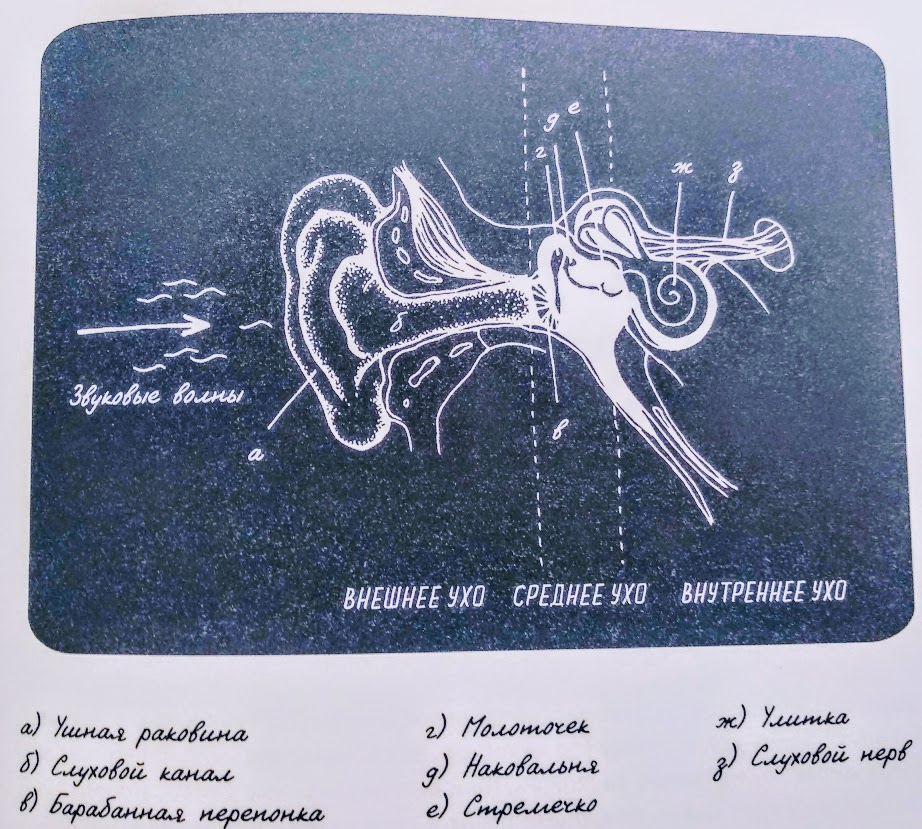 д е
г
ж
з
Звуковые волны
а
в
ВНЕШНЕЕ УХО СРЕДНЕЕ УХО ВНУТРЕННЕЕ УХО
а) Ушная раковина
б) Слуховой канал
в) Барабанная перепонка
г) Молоточек
д) Наковальня
е) Стремечко
ж) Улитка
з) Слуховой нерв